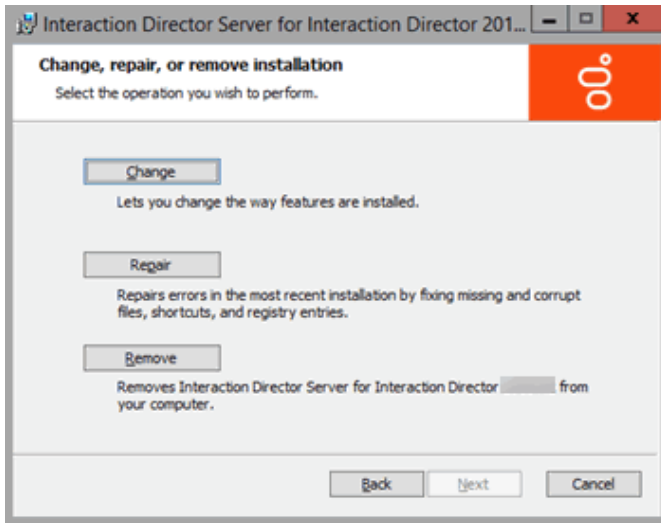 Interaction Director Server for Interaction Director 201...
Change, repair, or remove installation
Select the operation you wish to perform.
Change
Lets you change the way features are installed.
Repair
Repairs errors in the most recent installation by fixing missing and corrupt
files, shortcuts, and registry entries.
Remove
Removes Interaction Director Server for Interaction Director from
your computer.
Back Next Cancel